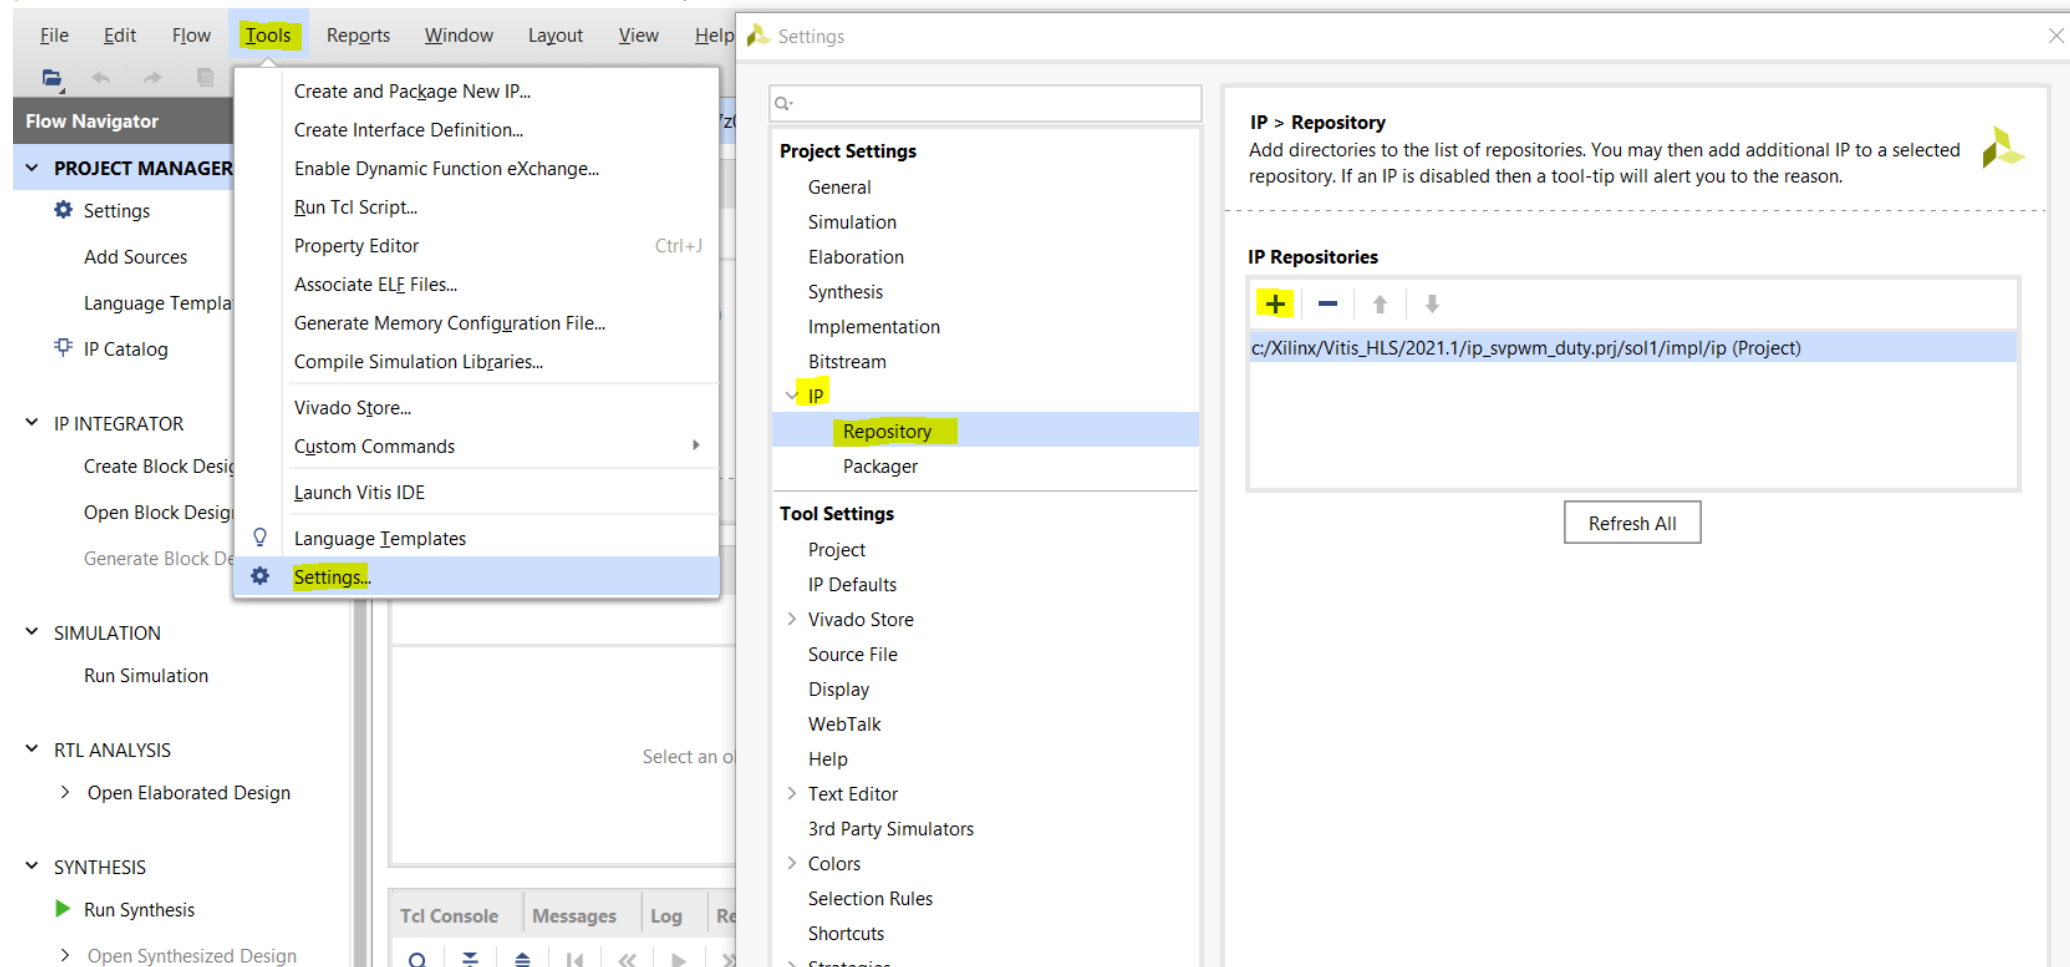 File Edit Flow Tools Reports Window Layout View Help
Flow Navigator
PROJECT MANAGER
Settings
Add Sources
Language Templa
IP Catalog
IP INTEGRATOR
Create Block Desig
Open Block Desig
Generate Block De
SIMULATION
Run Simulation
RTL ANALYSIS
Open Elaborated Design
SYNTHESIS
Run Synthesis
Open Synthesized Design
Create and Package New IP...
Create Interface Definition...
Enable Dynamic Function eXchange...
Run Tcl Script...
Property Editor Ctrl+J
Associate ELF Files...
Generate Memory Configuration File...
Compile Simulation Libraries...
Vivado Store...
Custom Commands
Launch Vitis IDE
Language Templates
Settings...
Select an o
Tcl Console Messages Log Re
Settings
Project Settings
General
Simulation
Elaboration
Synthesis
Implementation
Bitstream
IP
Repository
Packager
Tool Settings
Project
IP Defaults
Vivado Store
Source File
Display
WebTalk
Help
Text Editor
3rd Party Simulators
Colors
Selection Rules
Shortcuts
Strategies
IP > Repository
Add directories to the list of repositories. You may then add additional IP to a selected
repository. If an IP is disabled then a tool-tip will alert you to the reason.
IP Repositories
c:/Xilinx/Vitis_HLS/2021.1/ip_svpwm_duty.prj/sol1/impl/ip (Project)
Refresh All